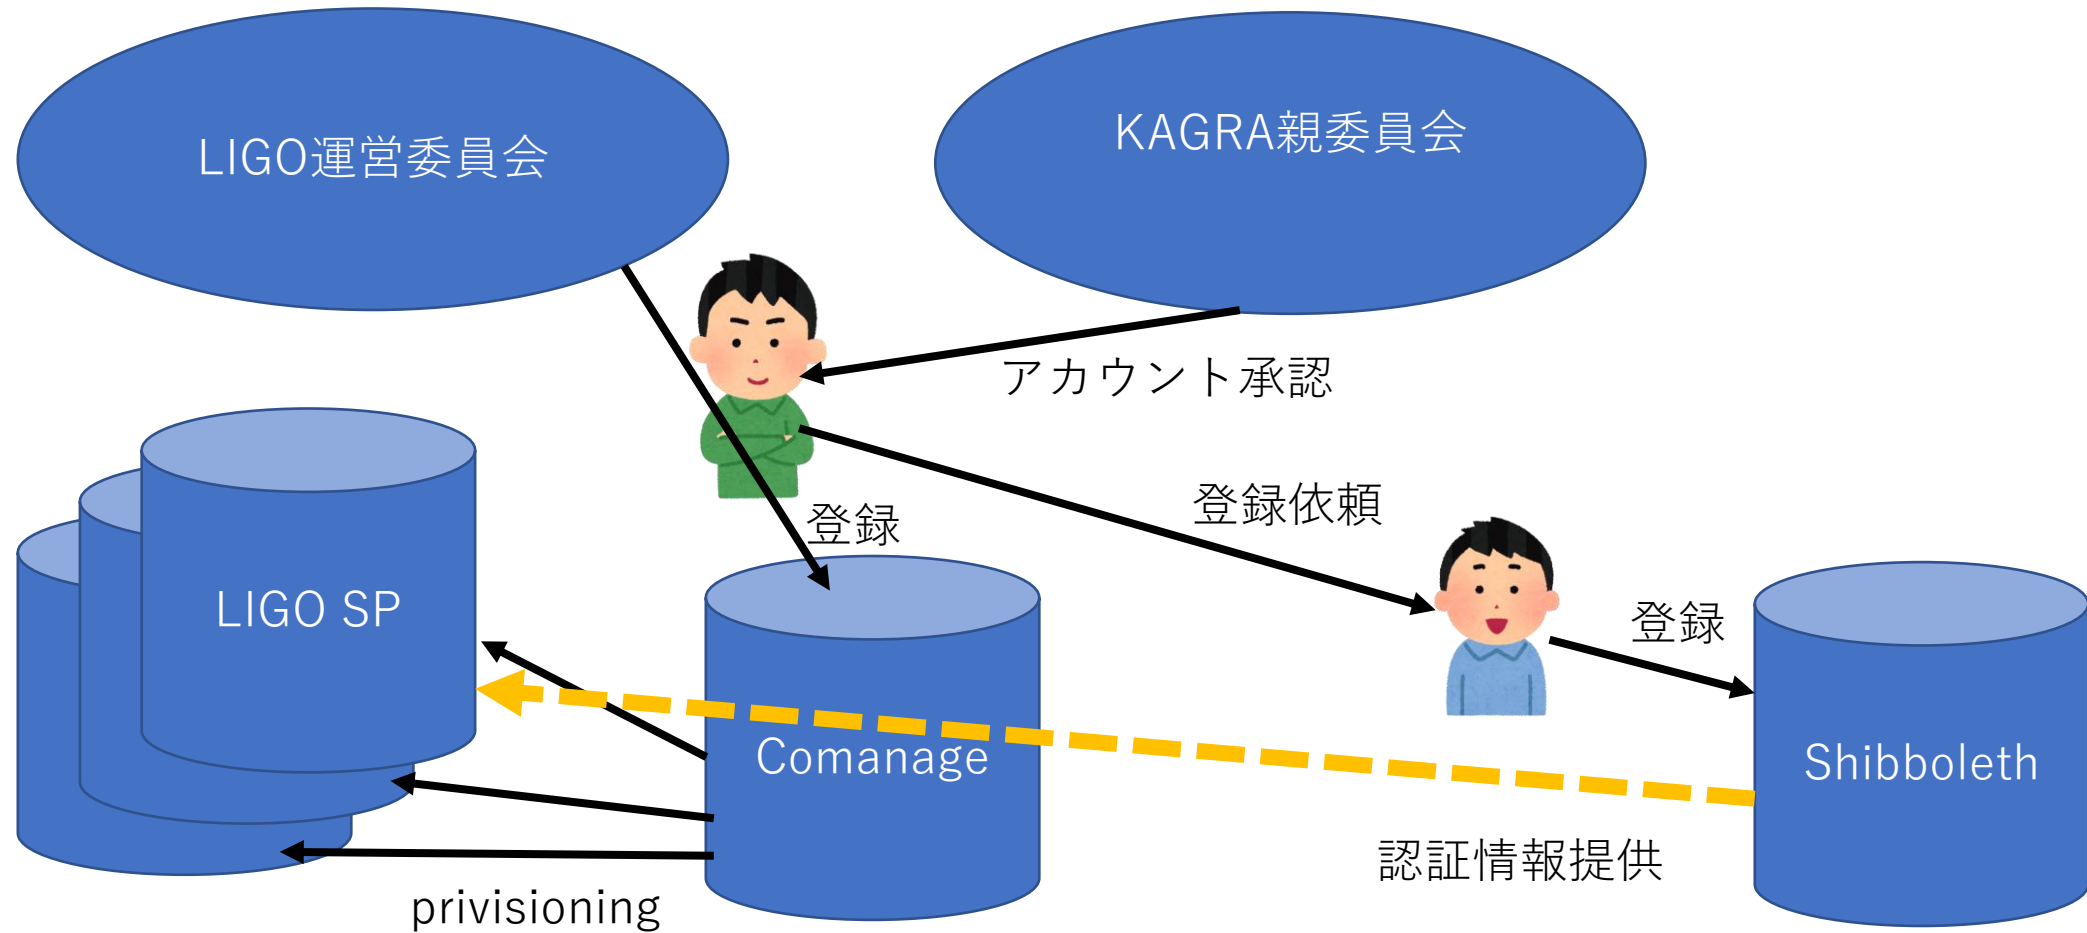 LIGO運営委員会
KAGRA親委員会
アカウント承認
登録依頼
登録
登録
LIGO SP
Comanage
Shibboleth
認証情報提供
privisioning